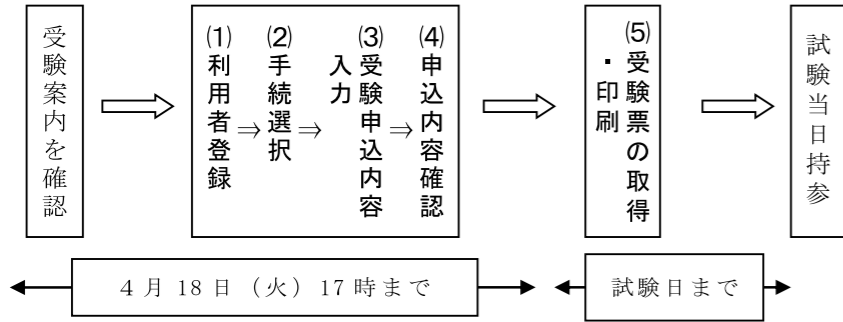 受験案内を確認
⑴利用者登録
⇒
⑵手続選択
⇒
⑶受験申込内容
入力
⇒
⑷申込内容確認
⑸受験票の取得
・印刷
試験当日持参
4月18日（火）17時まで
試験日まで